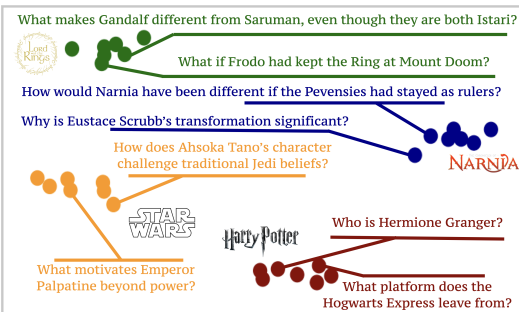 What makes Gandalf different from Saruman, even though they are both Istari?
Lord
of the
Rings
What if Frodo had kept the Ring at Mount Doom?
How would Narnia have been different if the Pevensies had stayed as rulers?
Why is Eustace Scrubb's transformation significant?
NARNIA
How does Ahsoka Tano's character
challenge traditional Jedi beliefs?
STAR
WARS
What motivates Emperor
Palpatine beyond power?
Harry Potter
Who is Hermione Granger?
What platform does the
Hogwarts Express leave from?